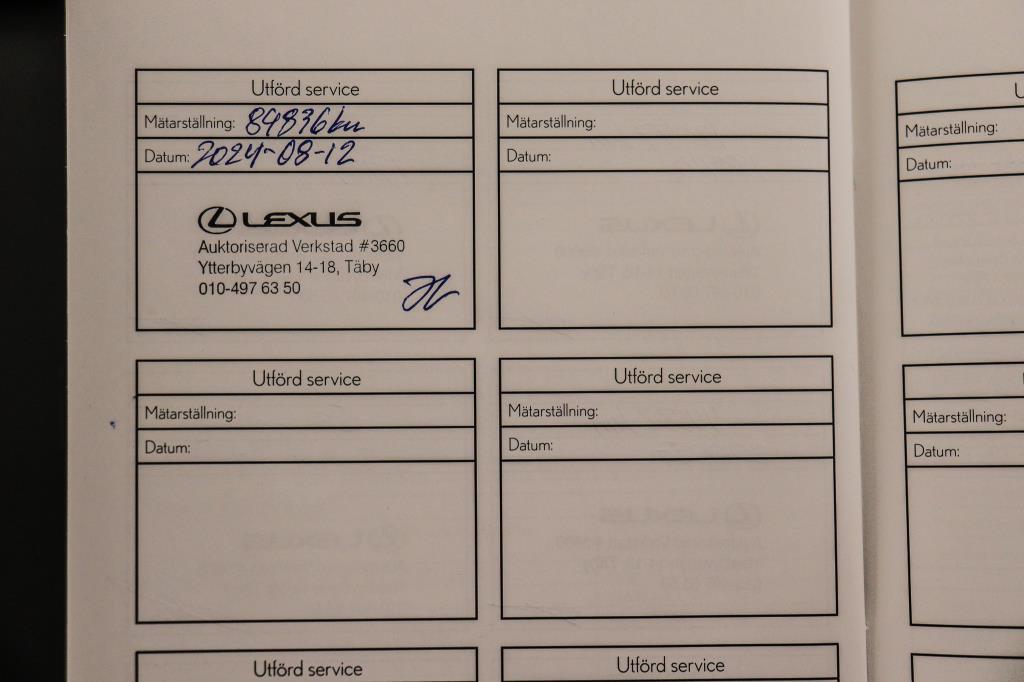 Utförd service
Mätarställning: 89836km
Datum: 2024-08-12
LEXUS
Auktoriserad Verkstad #3660
Ytterbyvägen 14-18, Täby
010-497 63 50
Utförd service
Mätarställning:
Datum:
Mätarställning:
Datum:
Utförd service
Mätarställning:
Datum:
Utförd service
Mätarställning:
Datum:
Mätarställning:
Datum:
Utförd service
Utförd service